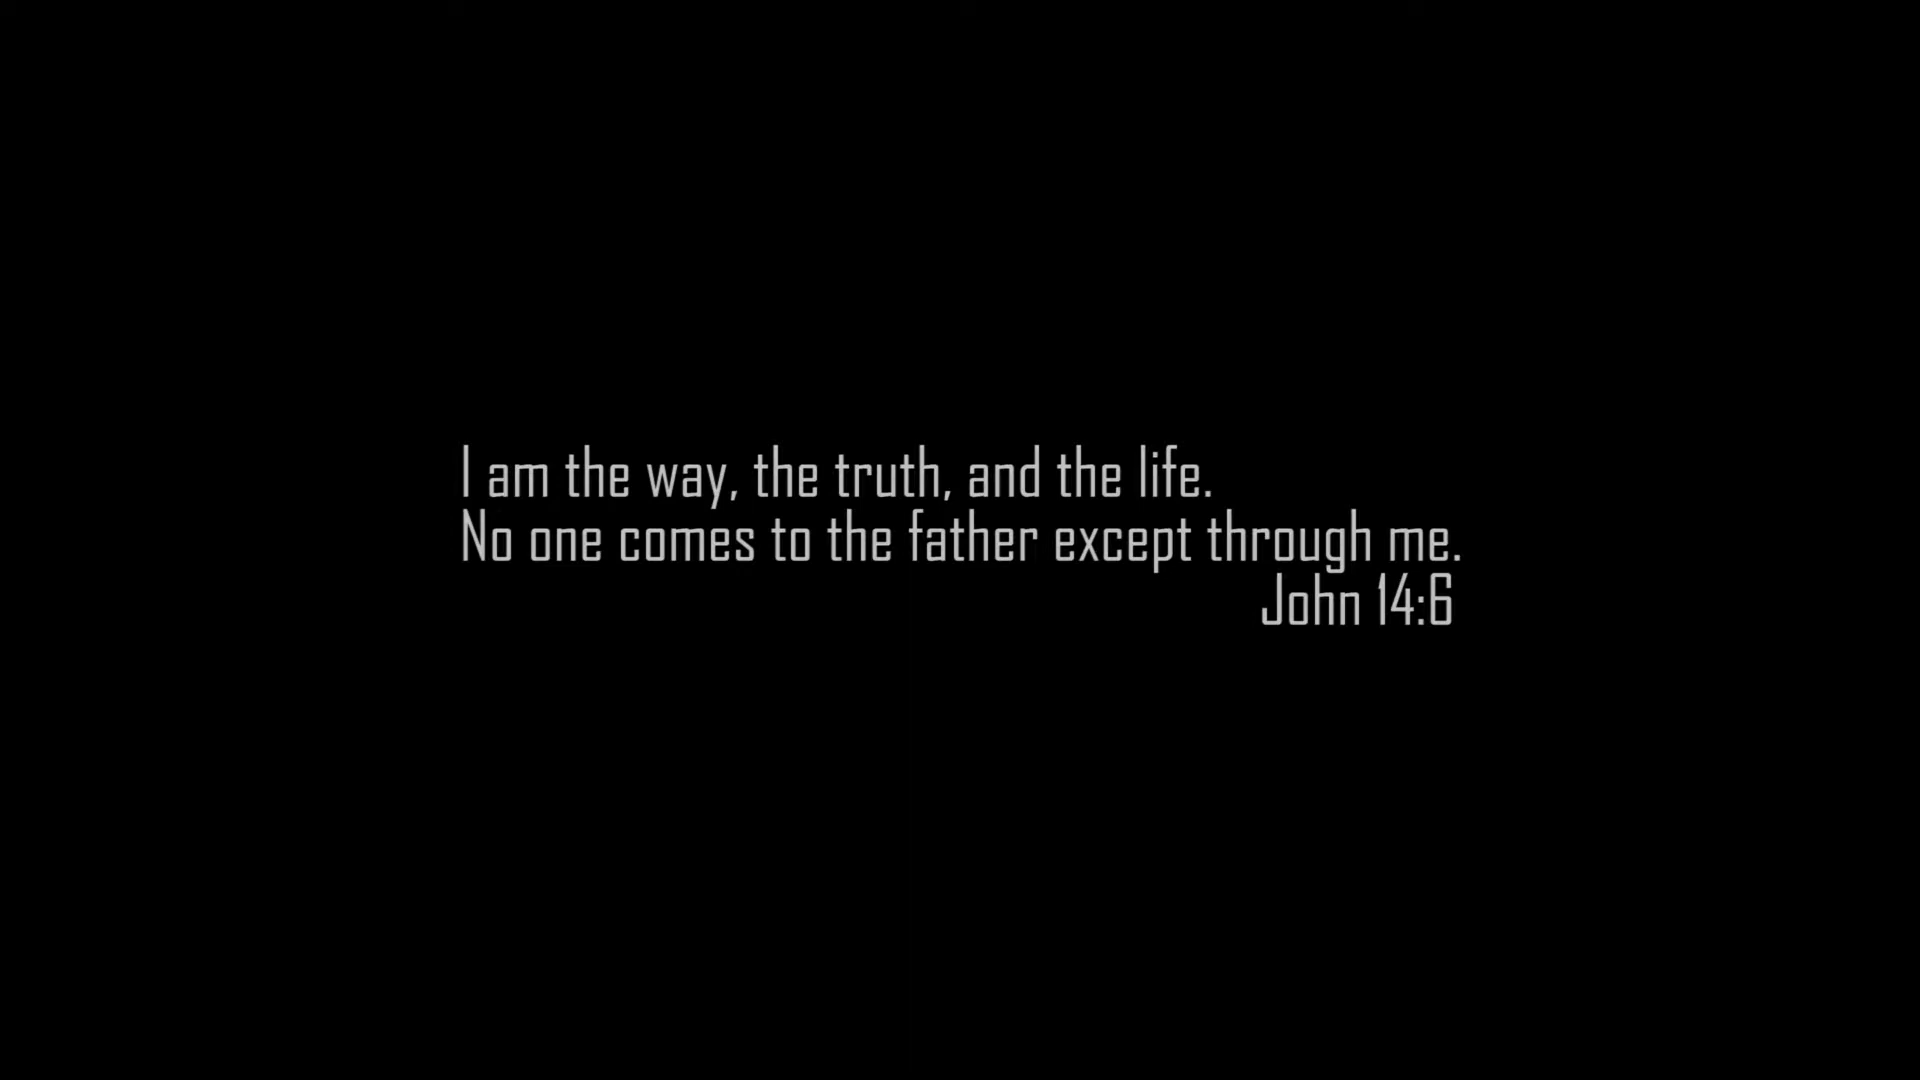 I am the way, the truth, and the life.
No one comes to the father except through me.
John 14:6